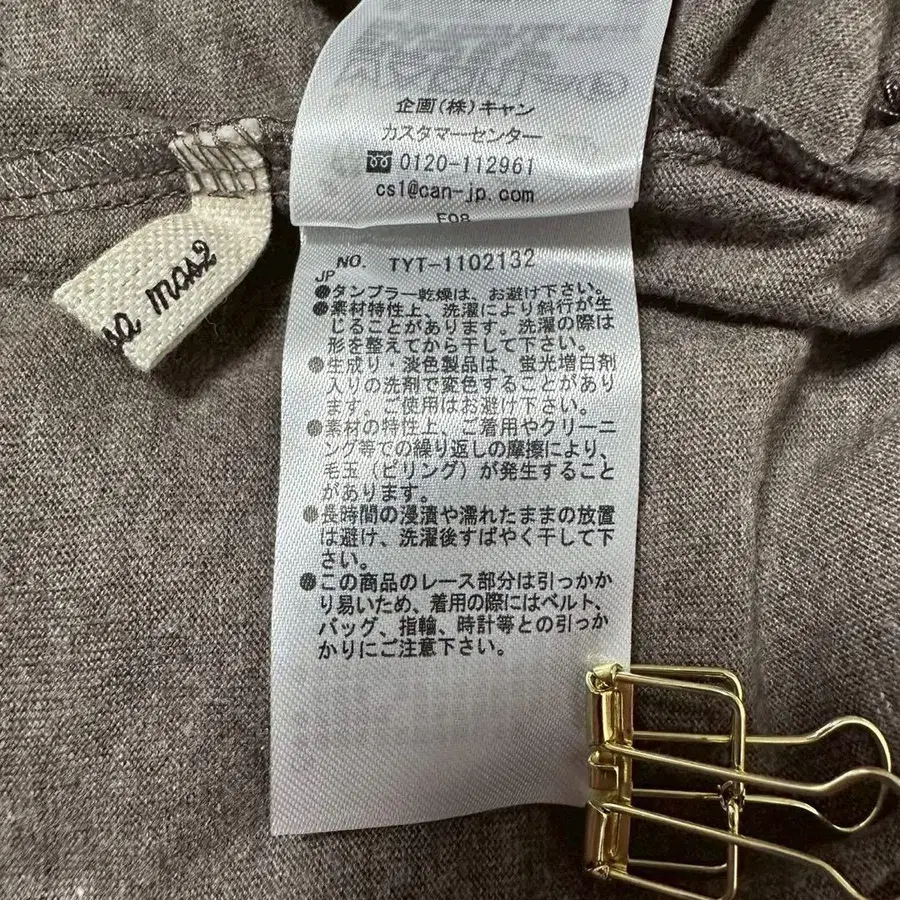 企画(株)キャン
カスタマーセンター
0120-112961
cs1@can-jp.com
F08
NO. TYT-1102132
JP
●タンブラー乾燥は、お避け下さい。
●素材特性上、洗濯により斜行が生
じることがあります。洗濯の際は
形を整えてから干して下さい。
●生成り・淡色製品は、蛍光増白剤
入りの洗剤で変色することがあり
ます。ご使用はお避け下さい。
●素材の特性上、ご着用やクリーニ
ング等での繰り返しの摩擦により、
毛玉(ピリング)が発生すること
があります。
●長時間の浸漬や濡れたままの放置
は避け、洗濯後すばやく干して下
さい。
●この商品のレース部分は引っかか
り易いため、着用の際にはベルト、
バッグ、指輪、時計等との引っか
かりにご注意下さい。
mos2